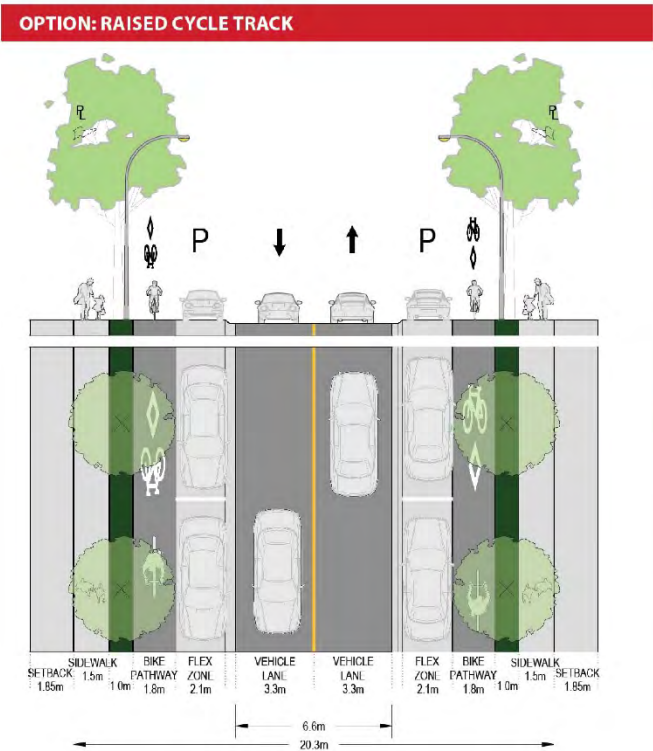 OPTION: RAISED CYCLE TRACK
PL
PL
P
P
SETBACK
1.85m
SIDEWALK
1.5m
1.0m
BIKE
PATHWAY
1.8m
FLEX
ZONE
2.1m
VEHICLE
LANE
3.3m
VEHICLE
LANE
3.3m
FLEX
ZONE
2.1m
BIKE
PATHWAY
1.8m
1.0m
SIDEWALK
1.5m
SETBACK
1.85m
6.6m
20.3m